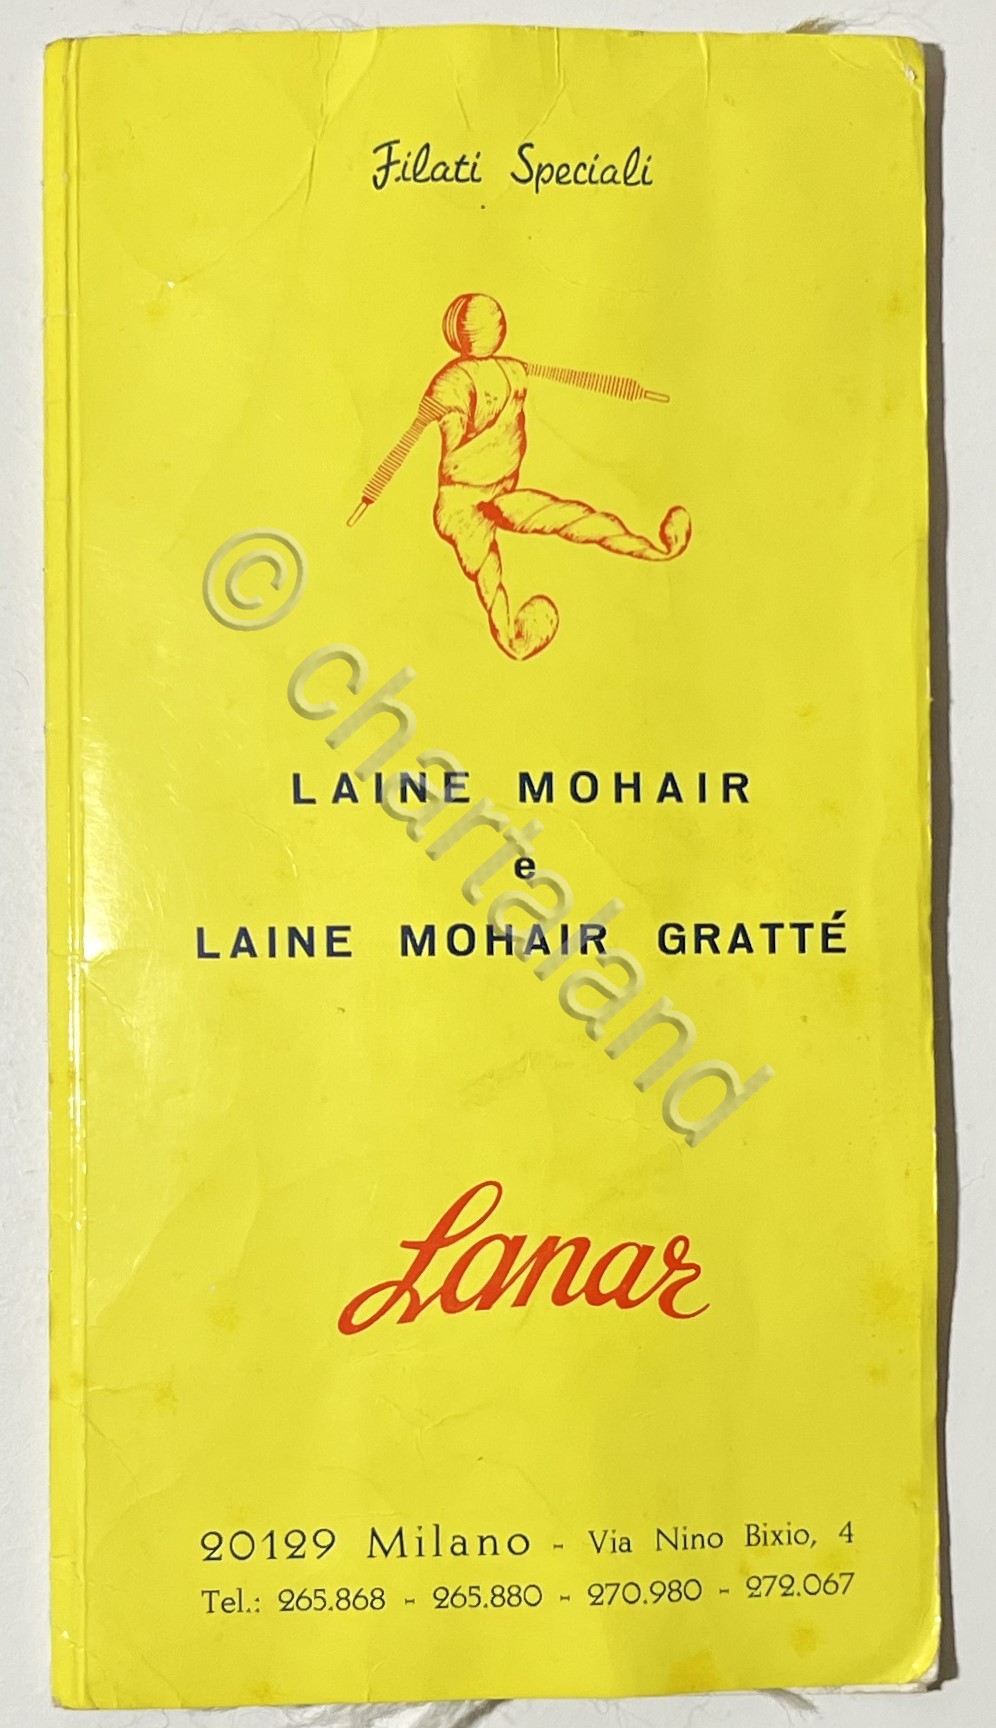 Filati Speciali
LAINE MOHAIR
e
LAINE MOHAIR GRATTÉ
Lanar
20129 Milano - Via Nino Bixio, 4
Tel.: 265.868 - 265.880 - 270.980 - 272.067
© chartaland